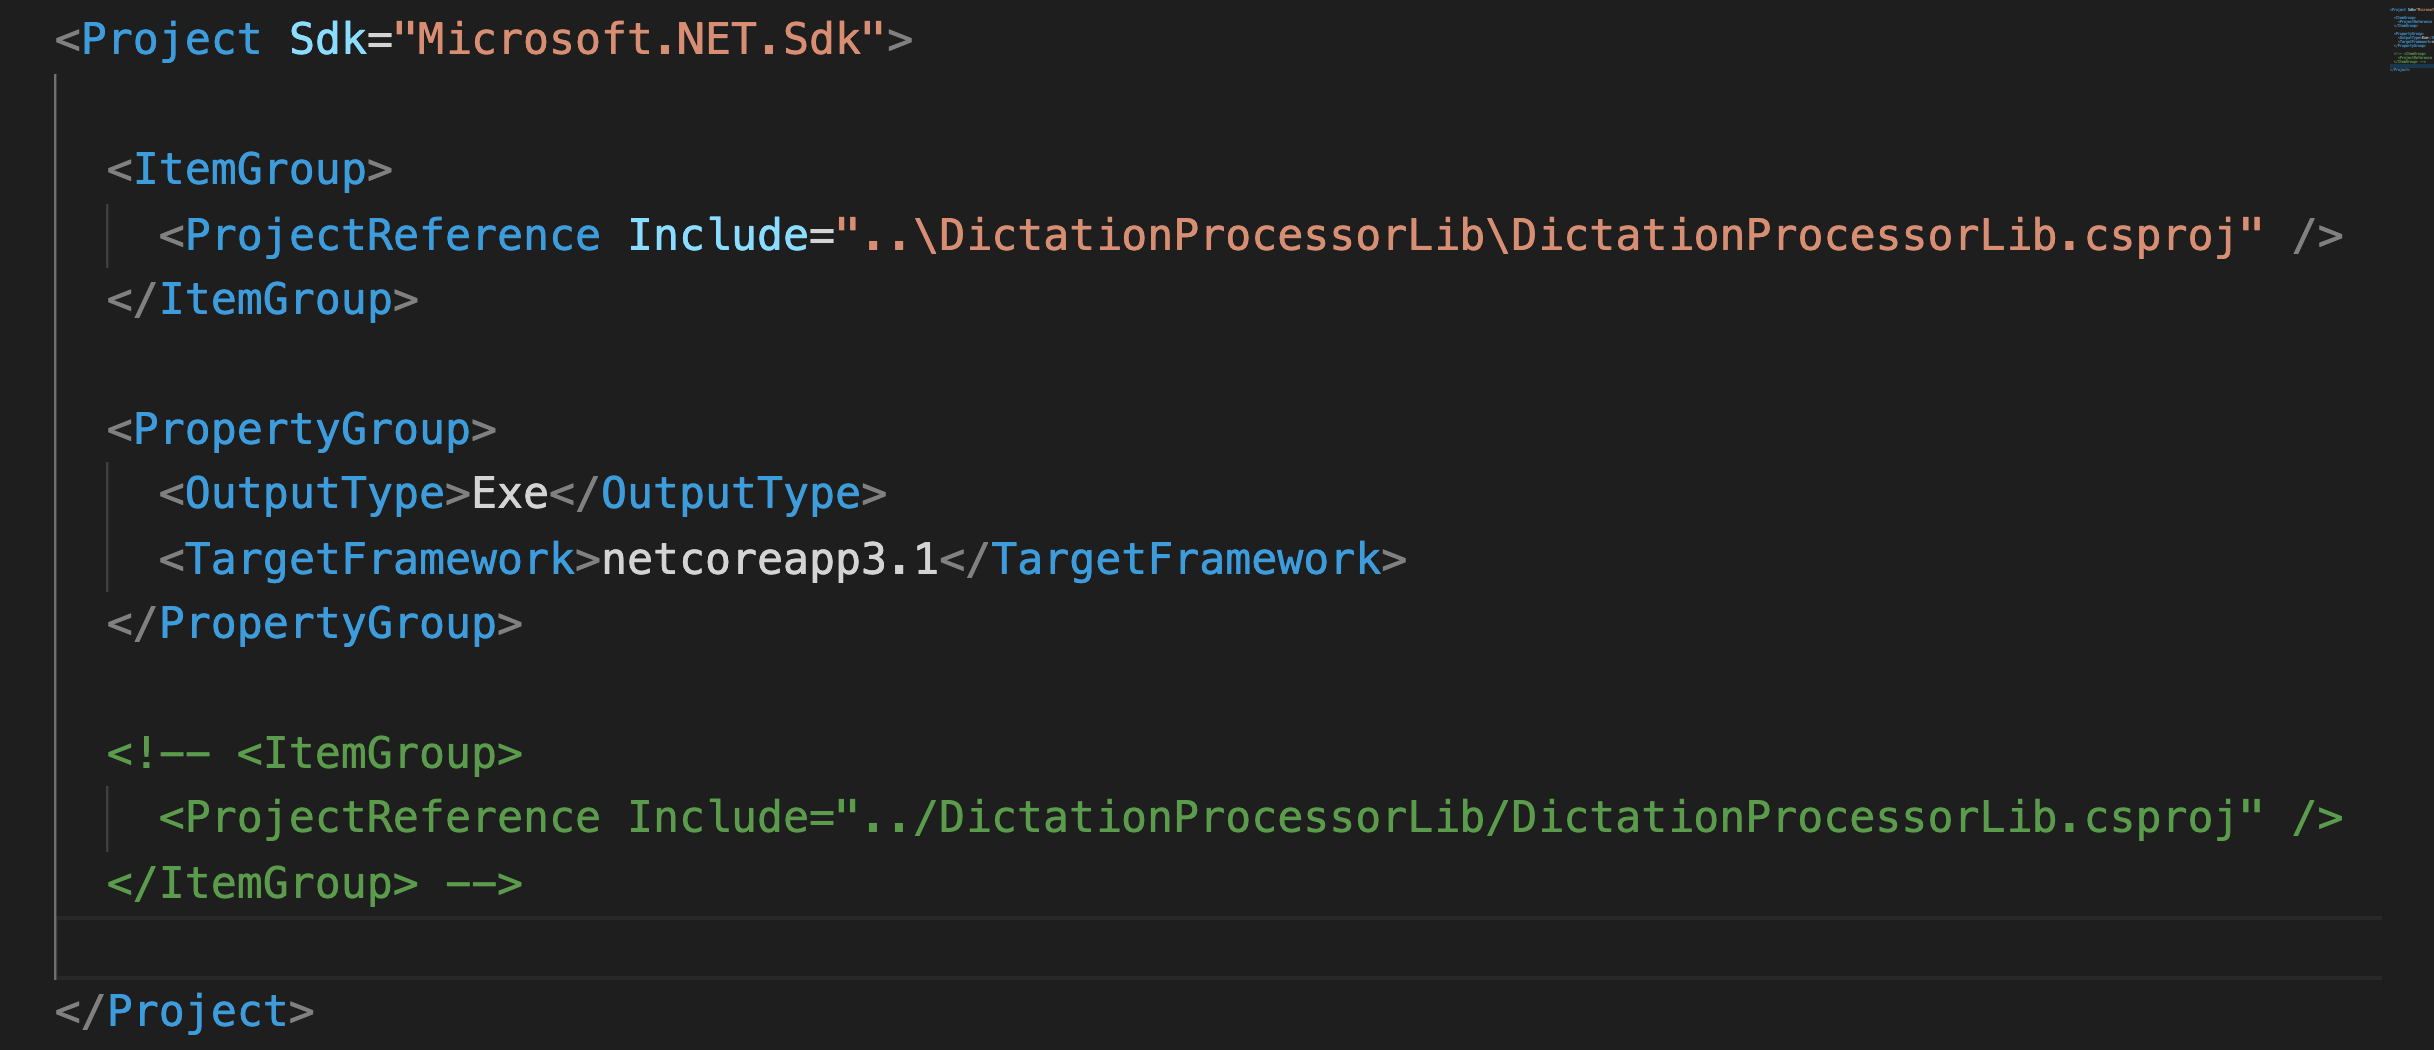 <Project Sdk="Microsoft.NET.Sdk">
<ItemGroup>
<ProjectReference Include="..\DictationProcessorLib\DictationProcessorLib.csproj" />
</ItemGroup>
<PropertyGroup>
<OutputType>Exe</OutputType>
<TargetFramework>netcoreapp3.1</TargetFramework>
</PropertyGroup>
<!-- <ItemGroup>
<ProjectReference Include="../DictationProcessorLib/DictationProcessorLib.csproj" />
</ItemGroup> -->
</Project>